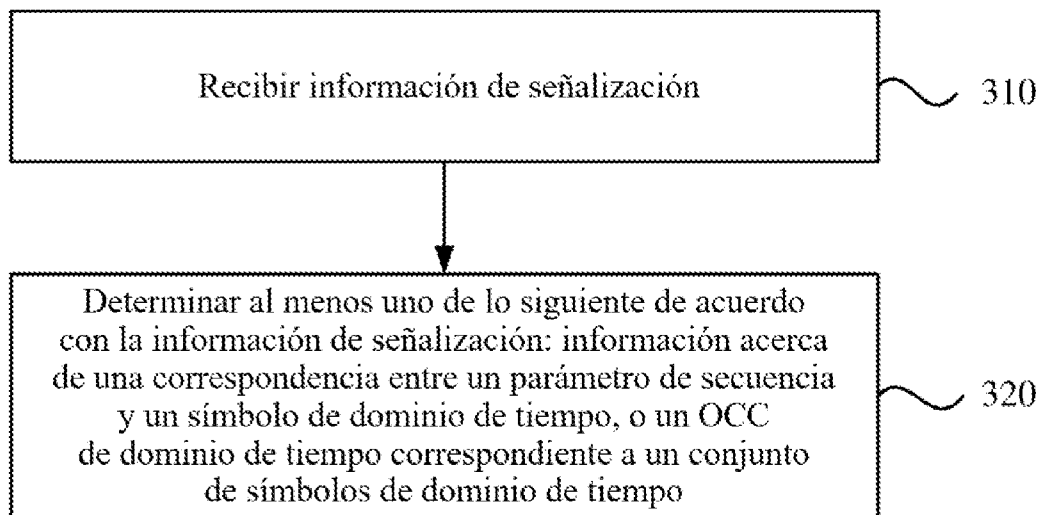 Recibir información de señalización
310
Determinar al menos uno de lo siguiente de acuerdo
con la información de señalización: información acerca
de una correspondencia entre un parámetro de secuencia
y un símbolo de dominio de tiempo, o un OCC
de dominio de tiempo correspondiente a un conjunto
de símbolos de dominio de tiempo
320